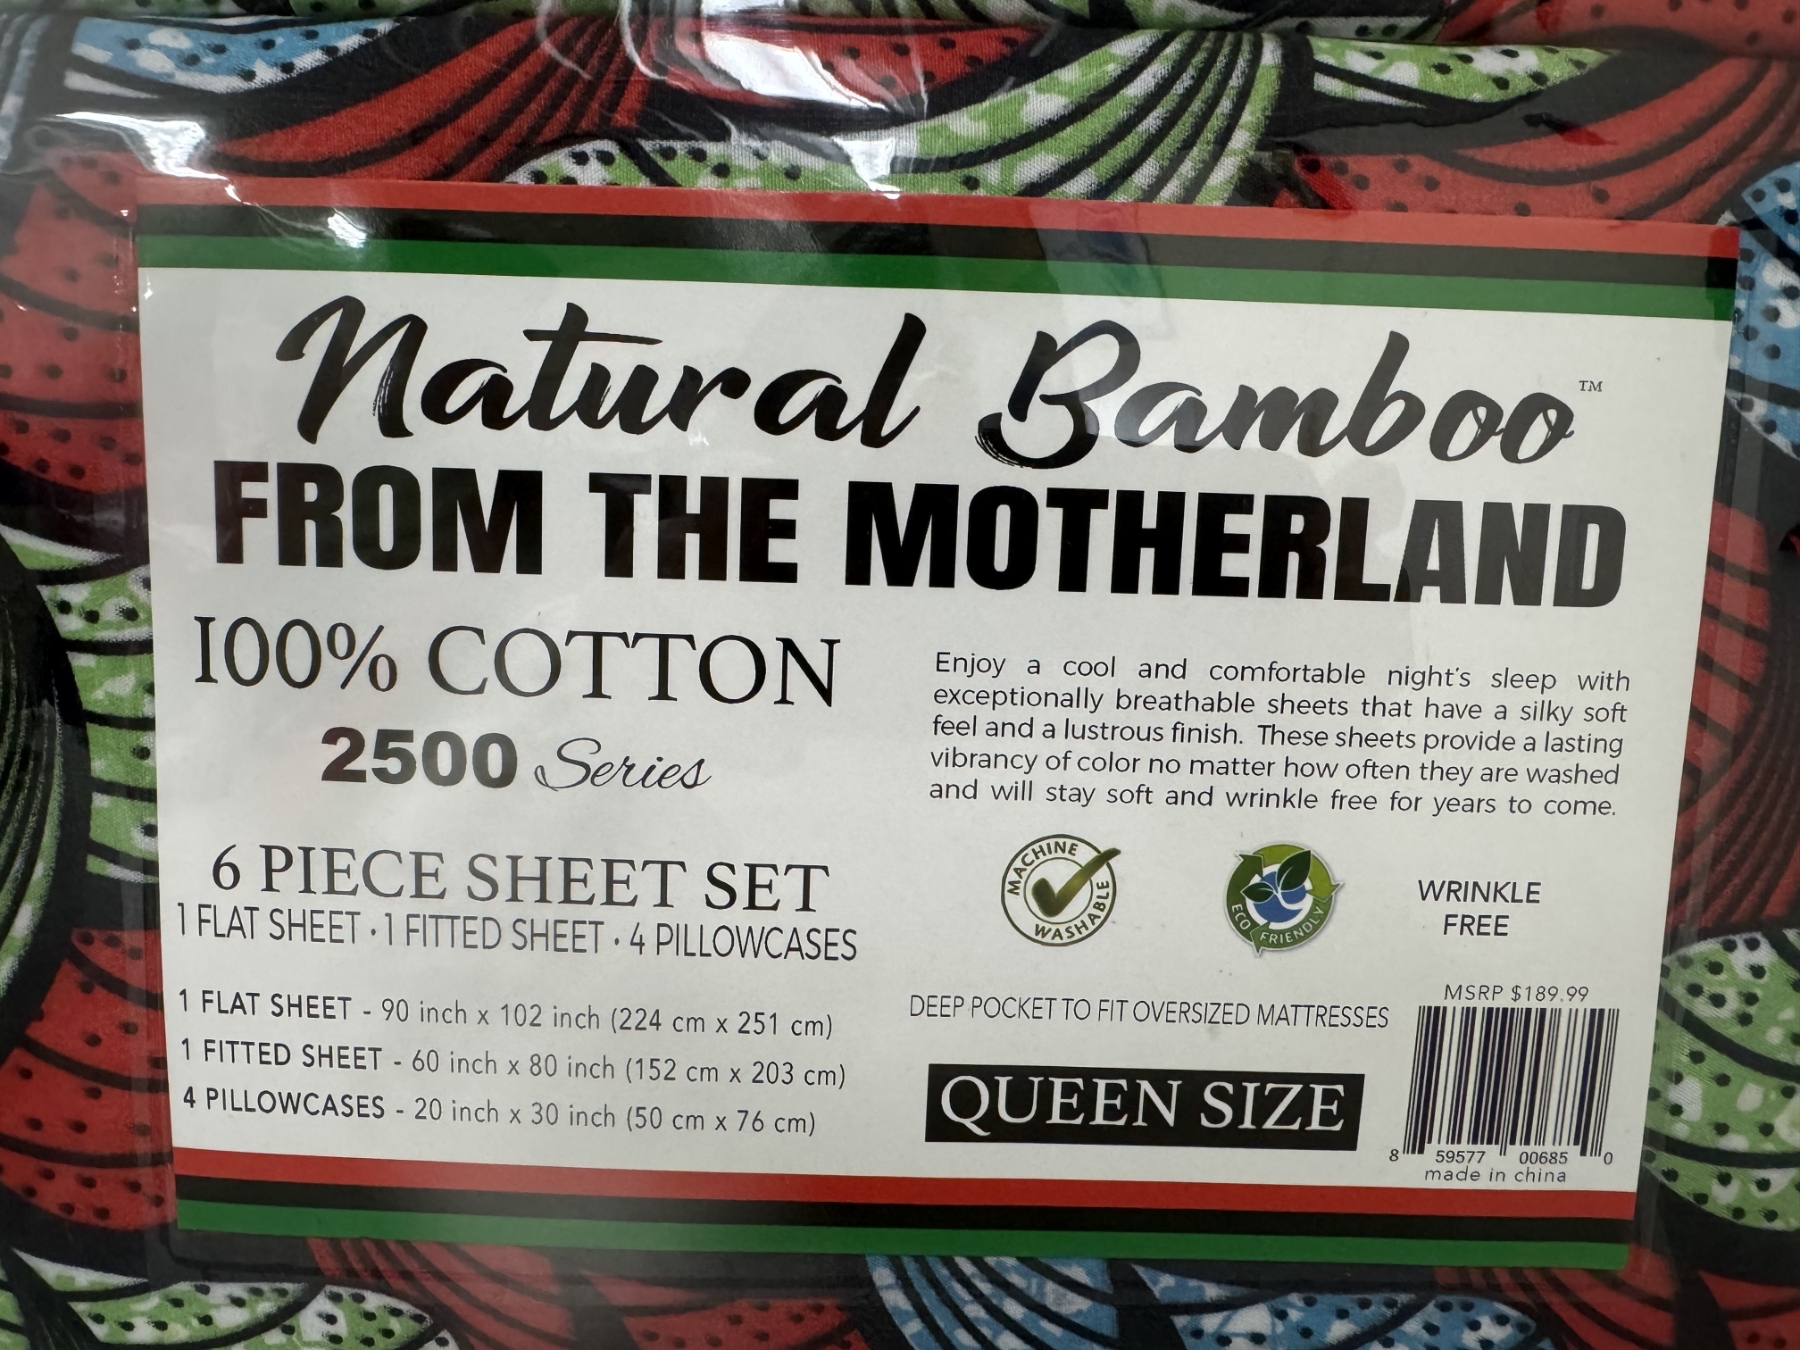 Natural Bamboo™
FROM THE MOTHERLAND
100% COTTON
2500 Series
6 PIECE SHEET SET
1 FLAT SHEET · 1 FITTED SHEET · 4 PILLOWCASES
1 FLAT SHEET - 90 inch x 102 inch (224 cm x 251 cm)
1 FITTED SHEET - 60 inch x 80 inch (152 cm x 203 cm)
4 PILLOWCASES - 20 inch x 30 inch (50 cm x 76 cm)
Enjoy a cool and comfortable night's sleep with
exceptionally breathable sheets that have a silky soft
feel and a lustrous finish. These sheets provide a lasting
vibrancy of color no matter how often they are washed
and will stay soft and wrinkle free for years to come.
MACHINE WASHABLE
ECO FRIENDLY
WRINKLE
FREE
DEEP POCKET TO FIT OVERSIZED MATTRESSES
QUEEN SIZE
MSRP $189.99
8 59577 00685 0
made in china